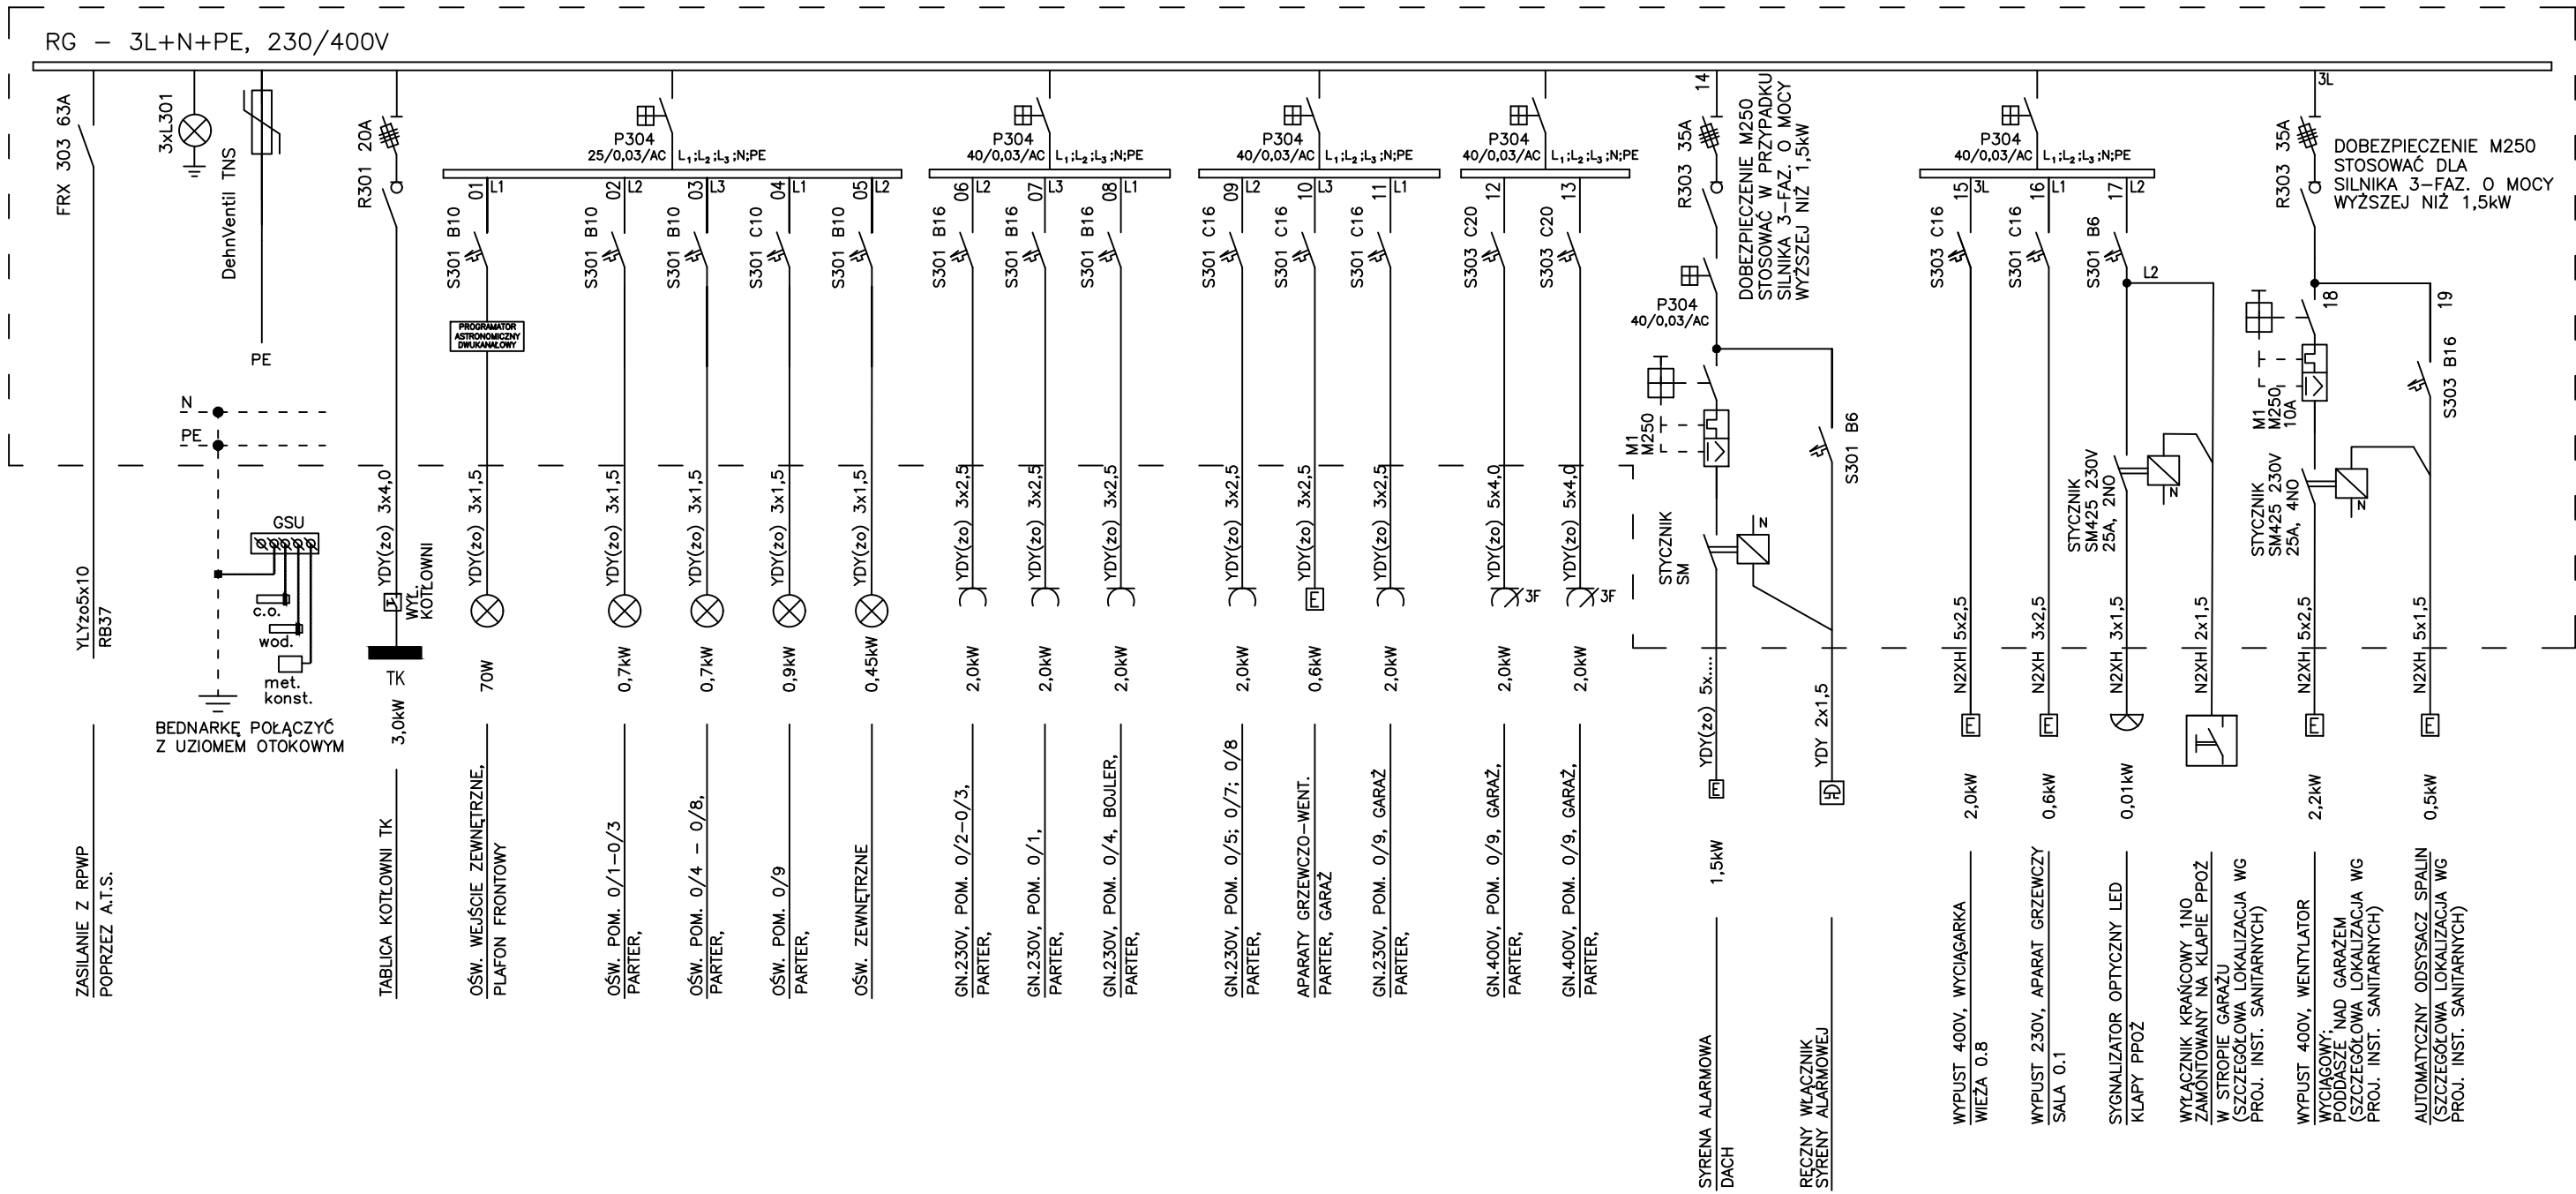 RG – 3L+N+PE, 230/400V
FRX 303 63A
YLYżo5x10
RB37
ZASILANIE Z RPWP
POPRZEZ A.T.S.
3xL301
DehnVentil TNS
PE
N
PE
GSU
c.o.
wod.
met.
konst.
BEDNARKĘ POŁĄCZYĆ
Z UZIOMEM OTOKOWYM
R301 20A
YDY(żo) 3x4,0
WYŁ.
KOTŁOWNI
TK
3,0kW
TABLICA KOTŁOWNI TK
P304
25/0,03/AC
L1;L2;L3;N;PE
01
L1
S301 B10
PROGRAMATOR
ASTRONOMICZNY
DWUKANAŁOWY
YDY(żo) 3x1,5
70W
OŚW. WEJŚCIE ZEWNĘTRZNE,
PLAFON FRONTOWY
02
L2
S301 B10
YDY(żo) 3x1,5
0,7kW
OŚW. POM. 0/1-0/3
PARTER,
03
L3
S301 B10
YDY(żo) 3x1,5
0,7kW
OŚW. POM. 0/4 – 0/8,
PARTER,
04
L1
S301 C10
YDY(żo) 3x1,5
0,9kW
OŚW. POM. 0/9
PARTER,
05
L2
S301 B10
YDY(żo) 3x1,5
0,45kW
OŚW. ZEWNĘTRZNE
P304
40/0,03/AC
L1;L2;L3;N;PE
06
L2
S301 B16
YDY(żo) 3x2,5
2,0kW
GN.230V, POM. 0/2-0/3,
PARTER,
07
L3
S301 B16
YDY(żo) 3x2,5
2,0kW
GN.230V, POM. 0/1,
PARTER,
08
L1
S301 B16
YDY(żo) 3x2,5
2,0kW
GN.230V, POM. 0/4, BOJLER,
PARTER,
P304
40/0,03/AC
L1;L2;L3;N;PE
09
L2
S301 C16
YDY(żo) 3x2,5
2,0kW
GN.230V, POM. 0/5; 0/7; 0/8
PARTER,
10
L3
S301 C16
YDY(żo) 3x2,5
E
0,6kW
APARATY GRZEWCZO-WENT.
PARTER, GARAŻ
11
L1
S301 C16
YDY(żo) 3x2,5
2,0kW
GN.230V, POM. 0/9, GARAŻ
PARTER,
P304
40/0,03/AC
L1;L2;L3;N;PE
12
S303 C20
YDY(żo) 5x4,0
3F
2,0kW
GN.400V, POM. 0/9, GARAŻ,
PARTER,
13
S303 C20
YDY(żo) 5x4,0
3F
2,0kW
GN.400V, POM. 0/9, GARAŻ,
PARTER,
14
R303 35A
DOBEZPIECZENIE M250
STOSOWAĆ W PRZYPADKU
SILNIKA 3-FAZ. O MOCY
WYŻSZEJ NIŻ 1,5kW
P304
40/0,03/AC
M1
M250
S301 B6
STYCZNIK
SM
N
YDY(żo) 5x....
E
1,5kW
SYRENA ALARMOWA
DACH
YDY 2x1,5
RĘCZNY WŁĄCZNIK
SYRENY ALARMOWEJ
P304
40/0,03/AC
L1;L2;L3;N;PE
15
3L
S303 C16
N2XH 5x2,5
E
2,0kW
WYPUST 400V, WYCIĄGARKA
WIEŻA 0.8
16
L1
S301 C16
N2XH 3x2,5
E
0,6kW
WYPUST 230V, APARAT GRZEWCZY
SALA 0.1
17
L2
S301 B6
L2
STYCZNIK
SM425 230V
25A, 2NO
N
N2XH 3x1,5
0,01kW
SYGNALIZATOR OPTYCZNY LED
KLAPY PPOŻ
N2XH 2x1,5
WYŁĄCZNIK KRAŃCOWY 1NO
ZAMONTOWANY NA KLAPIE PPOŻ
W STROPIE GARAŻU
(SZCZEGÓŁOWA LOKALIZACJA WG
PROJ. INST. SANITARNYCH)
3L
R303 35A
DOBEZPIECZENIE M250
STOSOWAĆ DLA
SILNIKA 3-FAZ. O MOCY
WYŻSZEJ NIŻ 1,5kW
18
M1
M250
10A
STYCZNIK
SM425 230V
25A, 4NO
N
N2XH 5x2,5
E
2,2kW
WYPUST 400V, WENTYLATOR
WYCIĄGOWY;
PODDASZE NAD GARAŻEM
(SZCZEGÓŁOWA LOKALIZACJA WG
PROJ. INST. SANITARNYCH)
19
S303 B16
N2XH 5x1,5
E
0,5kW
AUTOMATYCZNY ODSYSACZ SPALIN
(SZCZEGÓŁOWA LOKALIZACJA WG
PROJ. INST. SANITARNYCH)